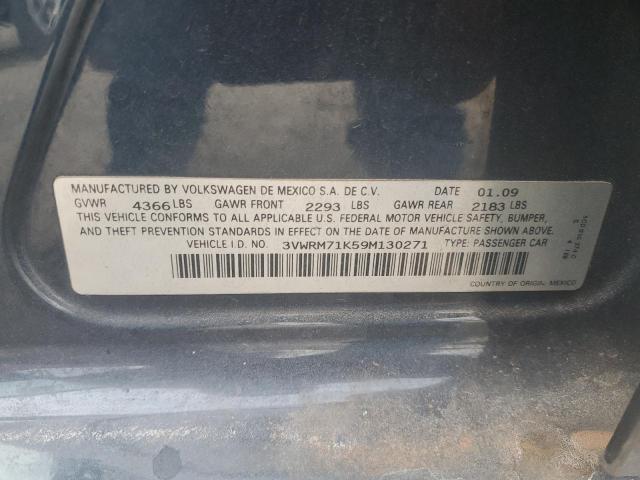 MANUFACTURED BY VOLKSWAGEN DE MEXICO S.A. DE C.V. DATE 01.09
GVWR 4366 LBS GAWR FRONT 2293 LBS GAWR REAR 2183 LBS
THIS VEHICLE CONFORMS TO ALL APPLICABLE U.S. FEDERAL MOTOR VEHICLE SAFETY, BUMPER,
AND THEFT PREVENTION STANDARDS IN EFFECT ON THE DATE OF MANUFACTURE SHOWN ABOVE.
VEHICLE I.D. NO. 3VWRM71K59M130271 TYPE: PASSENGER CAR
COUNTRY OF ORIGIN: MEXICO